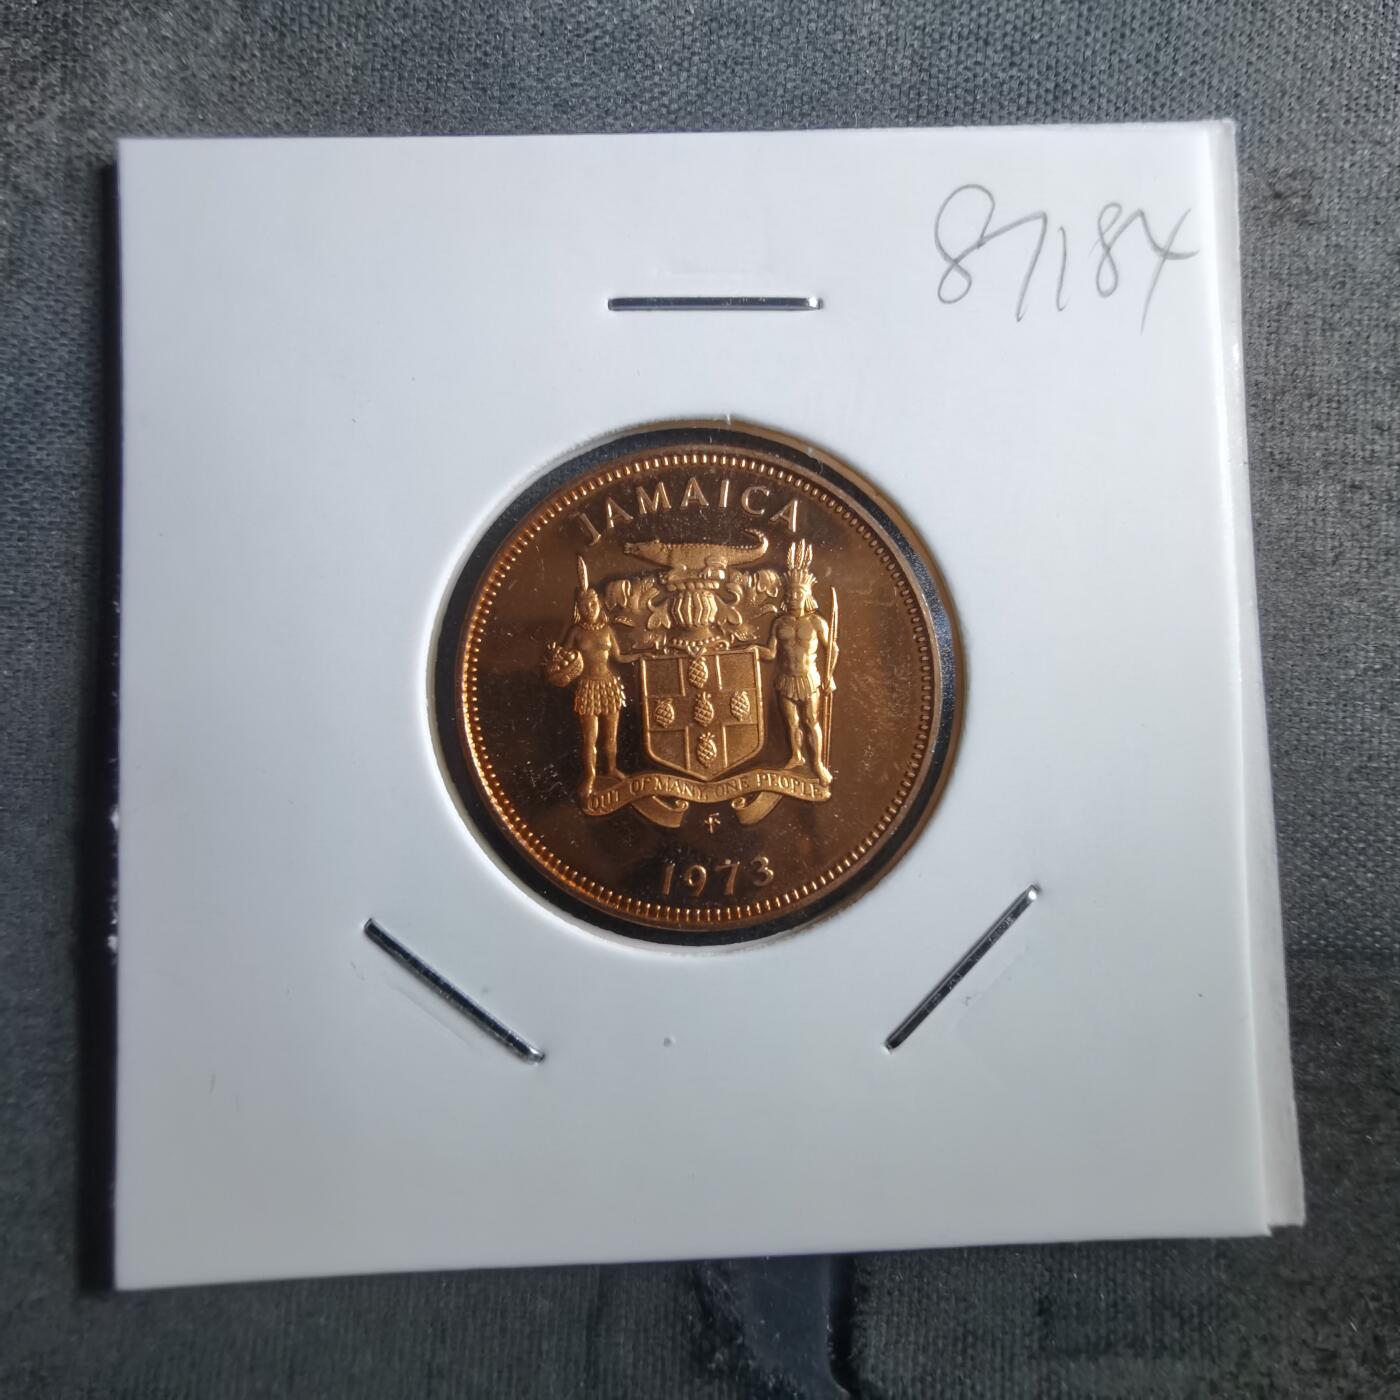 87184
JAMAICA
OUT OF MANY, ONE PEOPLE
1973